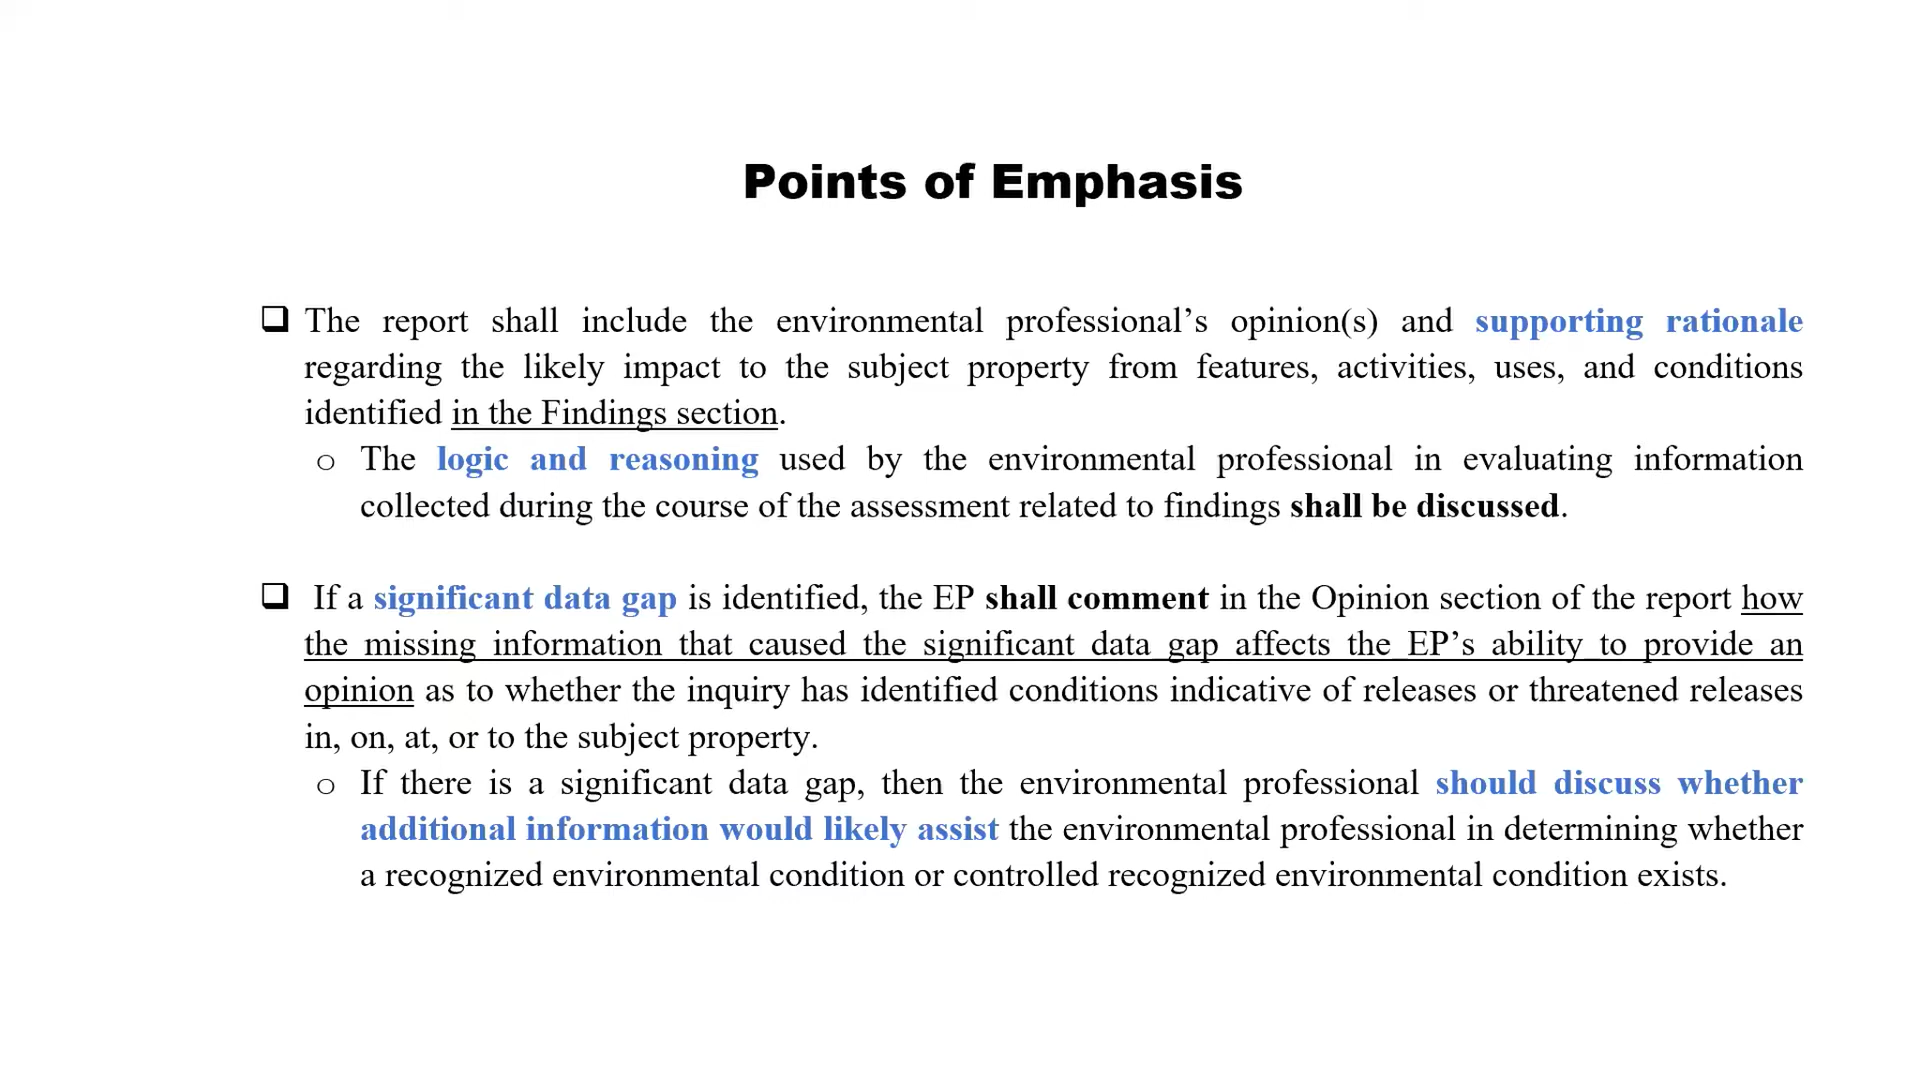 Points of Emphasis
The report shall include the environmental professional’s opinion(s) and supporting rationale
regarding the likely impact to the subject property from features, activities, uses, and conditions
identified in the Findings section.
o The logic and reasoning used by the environmental professional in evaluating information
collected during the course of the assessment related to findings shall be discussed.
If a significant data gap is identified, the EP shall comment in the Opinion section of the report how
the missing information that caused the significant data gap affects the EP’s ability to provide an
opinion as to whether the inquiry has identified conditions indicative of releases or threatened releases
in, on, at, or to the subject property.
o If there is a significant data gap, then the environmental professional should discuss whether
additional information would likely assist the environmental professional in determining whether
a recognized environmental condition or controlled recognized environmental condition exists.